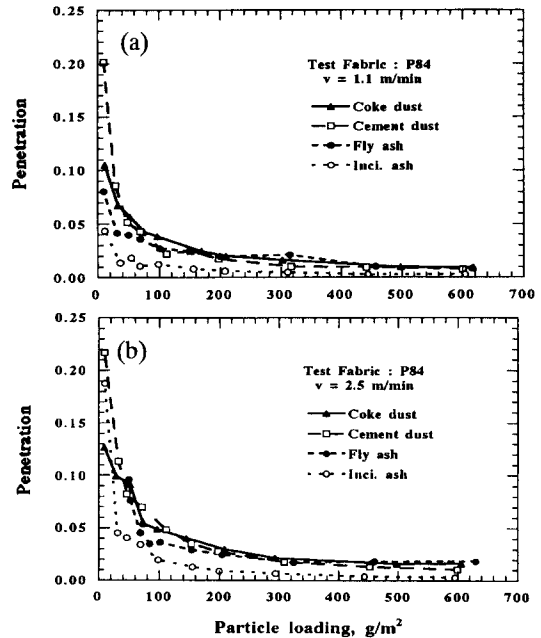 (a)
Test Fabric : P84
v = 1.1 m/min
Coke dust
Cement dust
Fly ash
Inci. ash
Penetration
0.25
0.20
0.15
0.10
0.05
0.00
0 100 200 300 400 500 600 700
(b)
Test Fabric : P84
v = 2.5 m/min
Coke dust
Cement dust
Fly ash
Inci. ash
Penetration
0.25
0.20
0.15
0.10
0.05
0.00
0 100 200 300 400 500 600 700
Particle loading, g/m²